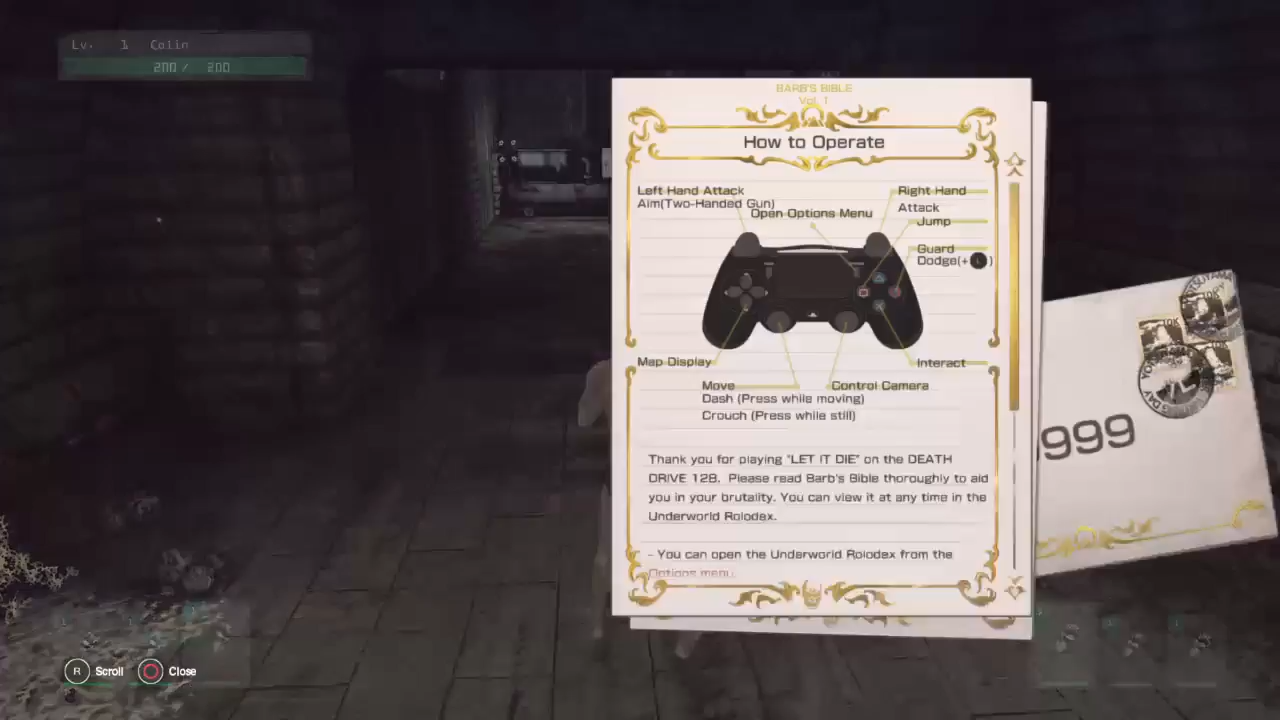 Lv. 1 Colin
200 / 200
BARB'S BIBLE
Vol. 1
How to Operate
Left Hand Attack
Aim(Two-Handed Gun)
Open Options Menu
Right Hand
Attack
Jump
Guard
Dodge(+L)
Map Display
Interact
Move
Control Camera
Dash (Press while moving)
Crouch (Press while still)
Thank you for playing "LET IT DIE" on the DEATH
DRIVE 128. Please read Barb's Bible thoroughly to aid
you in your brutality. You can view it at any time in the
Underworld Rolodex.
- You can open the Underworld Rolodex from the
Options menu.
999
R Scroll
Close